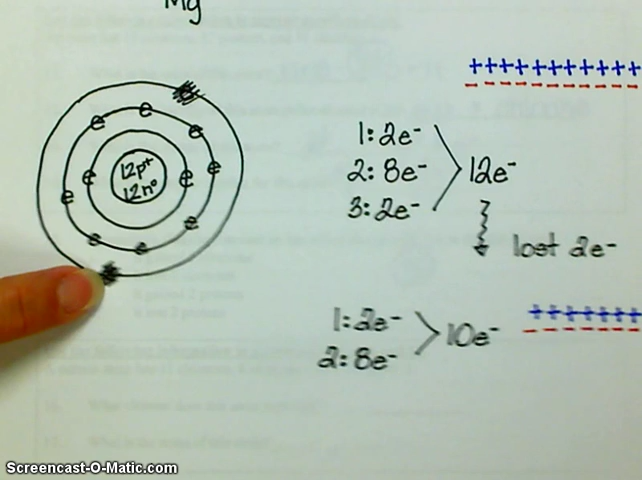 Mg
12p+
12n°
e
e
e
e
e
e
e
e
e
e
1: 2e-
2: 8e-
3: 2e-
12e-
lost 2e-
1: 2e-
2: 8e-
10e-
+++++++++++
-----------
+++++++
-------
Screencast-O-Matic.com